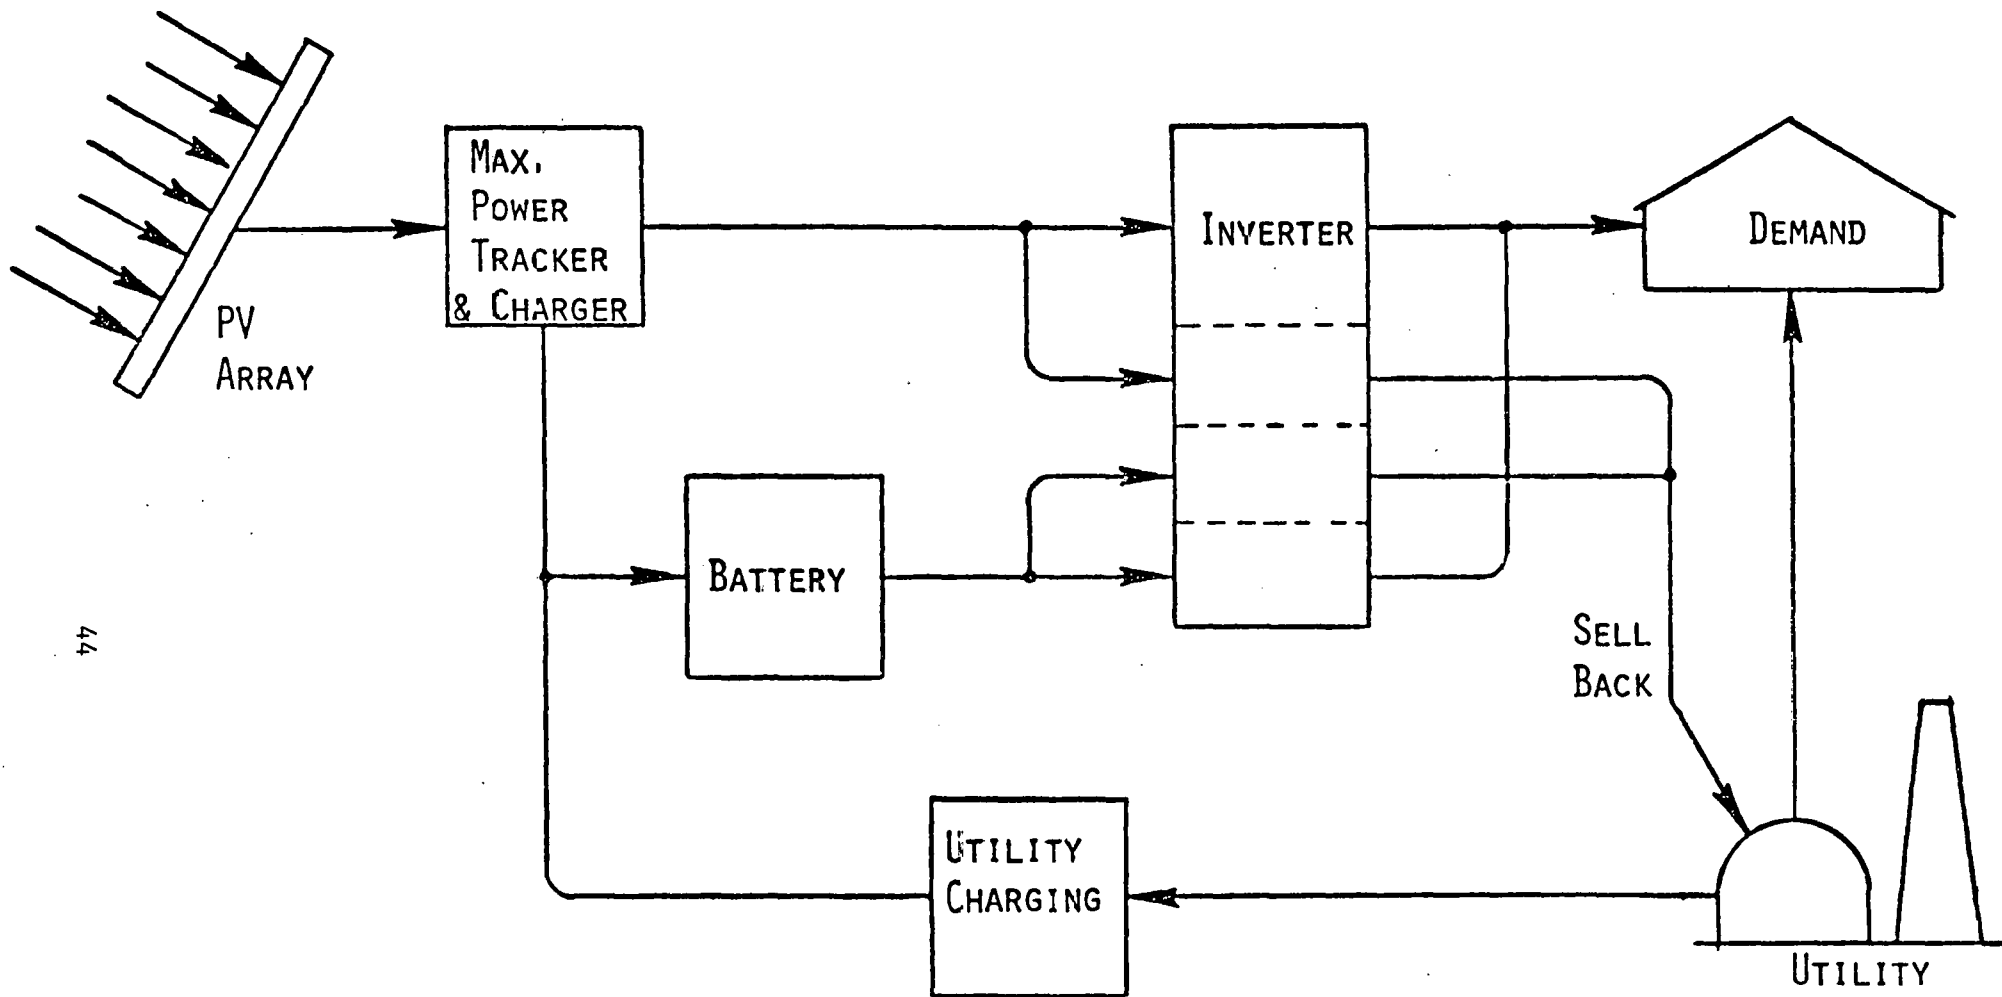 PV
ARRAY
MAX.
POWER
TRACKER
& CHARGER
INVERTER
DEMAND
BATTERY
SELL
BACK
UTILITY
CHARGING
UTILITY
44